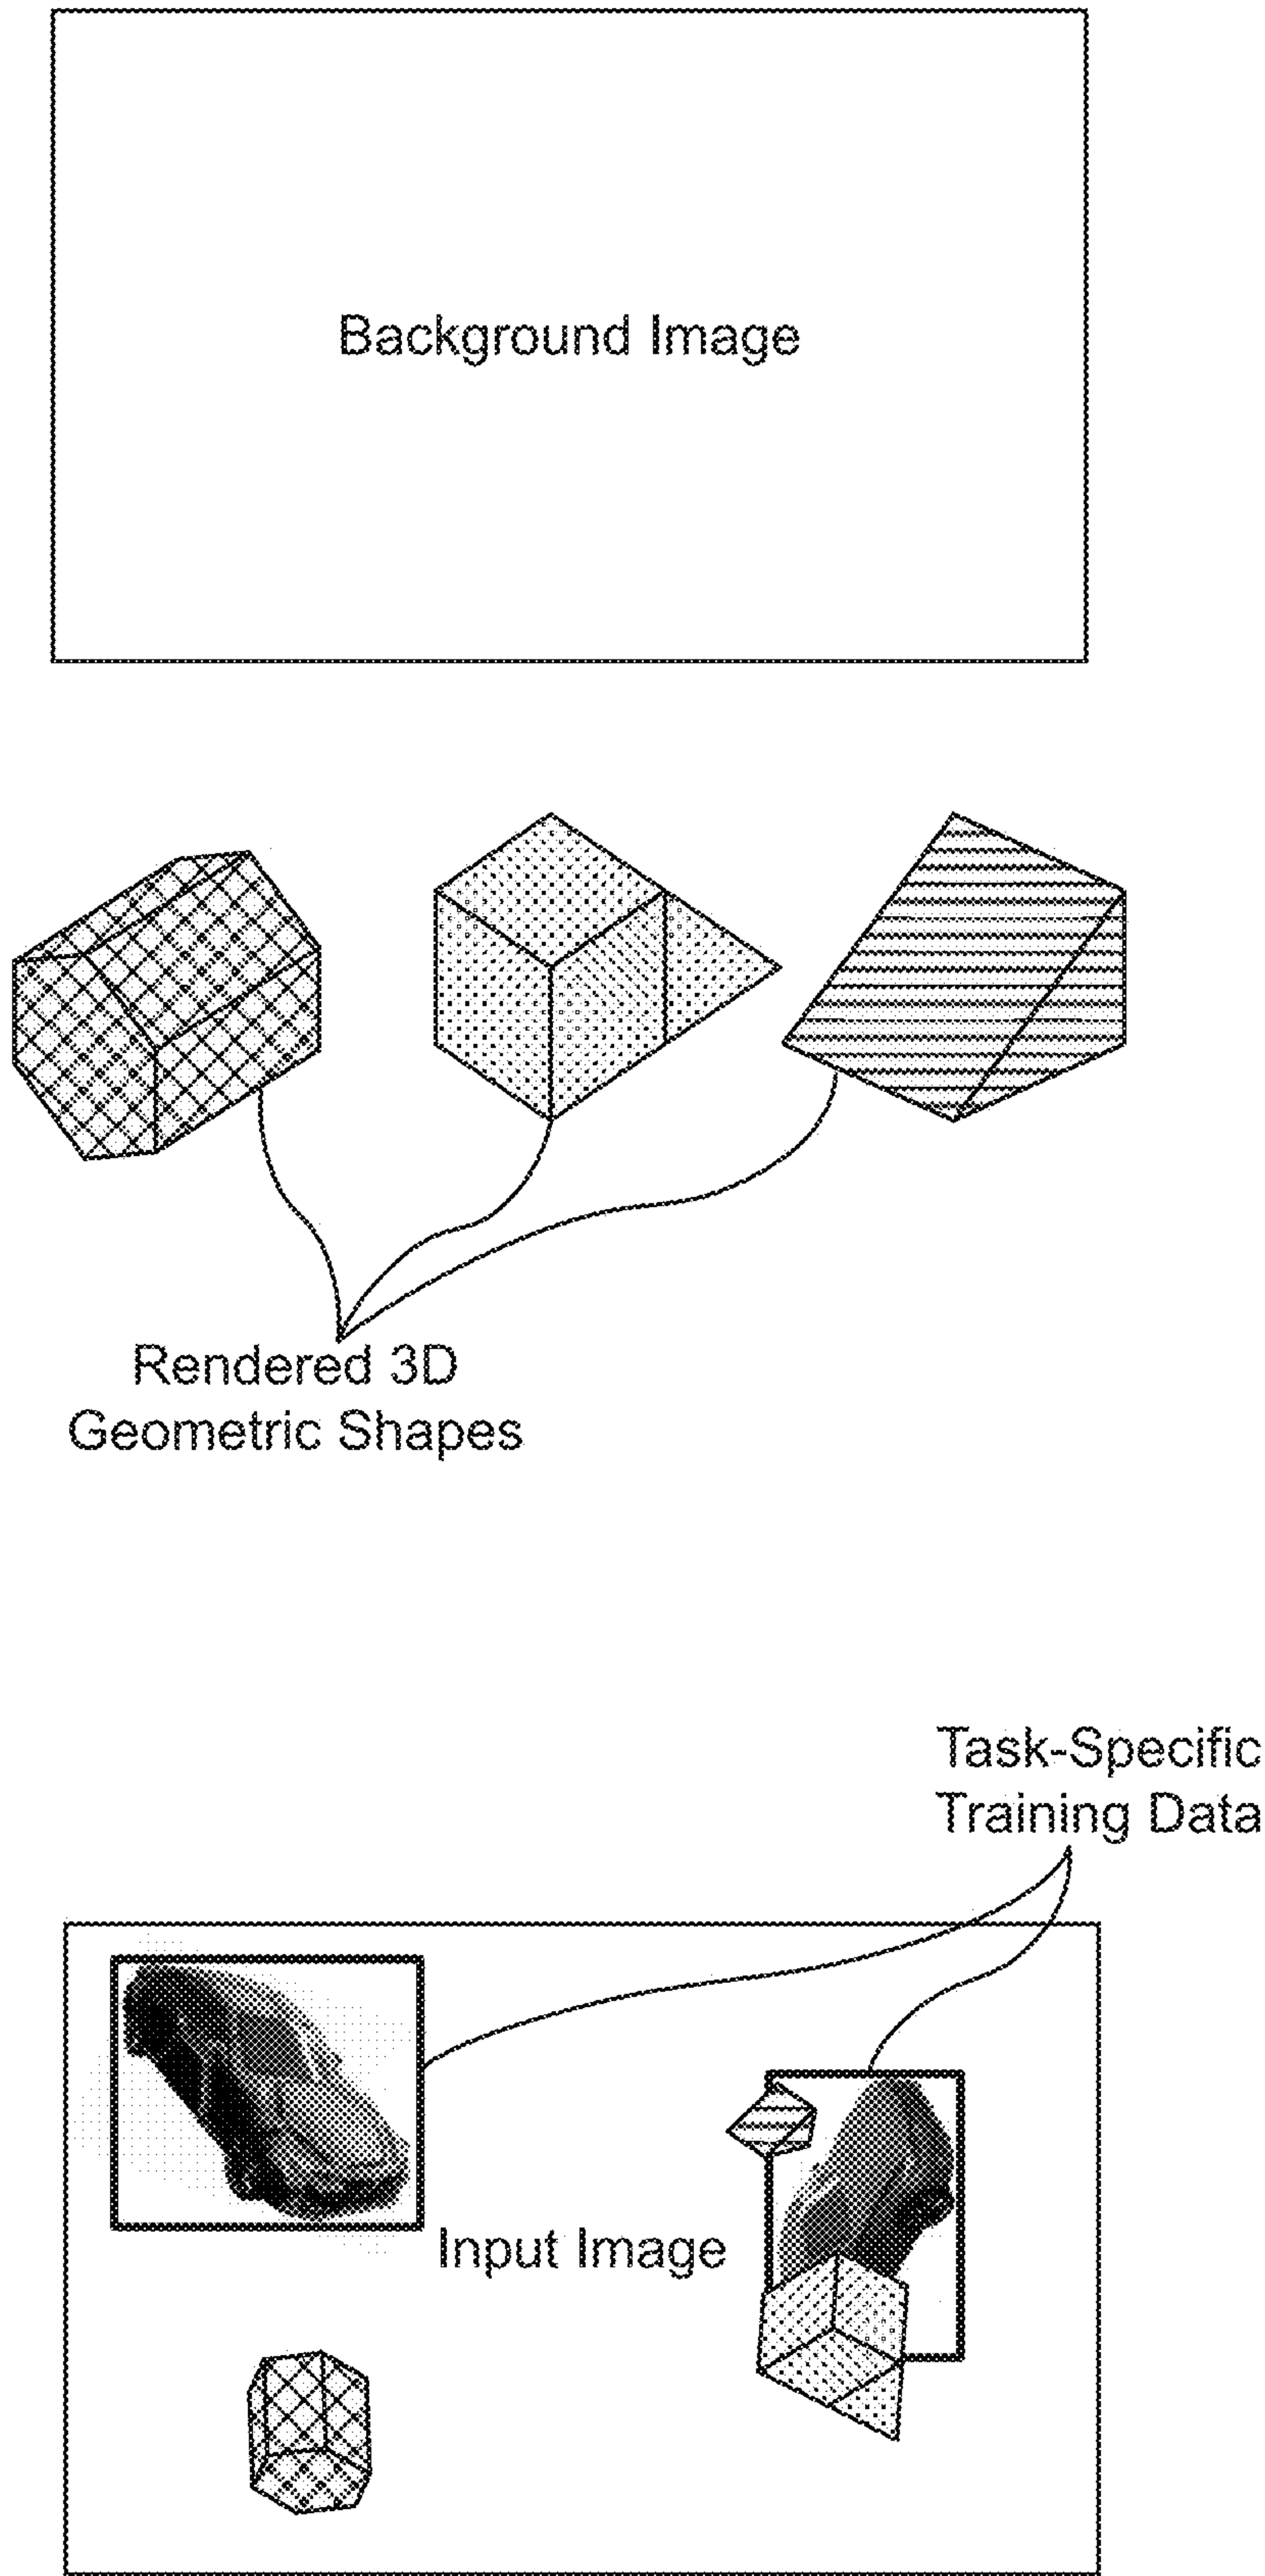 Background Image
Rendered 3D
Geometric Shapes
Task-Specific
Training Data
Input Image